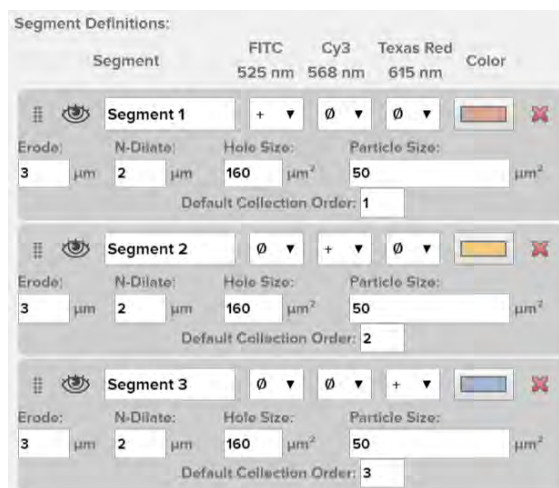 Segment Definitions:
Segment FITC 525 nm Cy3 568 nm Texas Red 615 nm Color
Segment 1 + ▼ Ø ▼ Ø ▼
Erode: N-Dilate: Hole Size: Particle Size:
3 µm 2 µm 160 µm² 50 µm²
Default Collection Order: 1
Segment 2 Ø ▼ + ▼ Ø ▼
Erode: N-Dilate: Hole Size: Particle Size:
3 µm 2 µm 160 µm² 50 µm²
Default Collection Order: 2
Segment 3 Ø ▼ Ø ▼ + ▼
Erode: N-Dilate: Hole Size: Particle Size:
3 µm 2 µm 160 µm² 50 µm²
Default Collection Order: 3